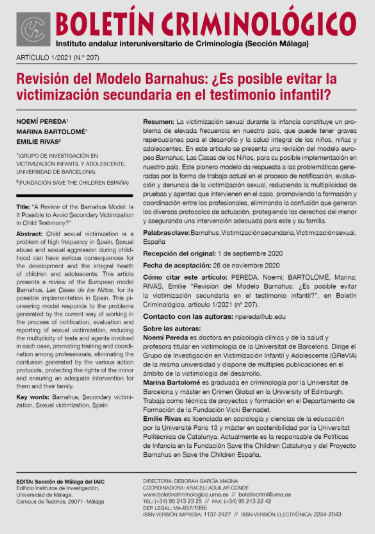 BOLETÍN CRIMINOLÓGICO
Instituto andaluz interuniversitario de Criminología (Sección Málaga)
ARTÍCULO 1/2021 (N.º 207)
Revisión del Modelo Barnahus: ¿Es posible evitar la
victimización secundaria en el testimonio infantil?
NOEMÍ PEREDA¹
MARINA BARTOLOMÉ¹
EMILIE RIVAS²
¹(GRUPO DE INVESTIGACIÓN EN
VICTIMIZACIÓN INFANTIL Y ADOLESCENTE,
UNIVERSIDAD DE BARCELONA)
²(FUNDACIÓN SAVE THE CHILDREN ESPAÑA)
Title: "A Review of the Barnahus Model: Is
It Possible to Avoid Secondary Victimization
in Child Testimony?"
Abstract: Child sexual victimization is a
problem of high frequency in Spain. Sexual
abuse and sexual aggression during child-
hood can have serious consequences for
the development and the integral health
of children and adolescents. This article
presents a review of the European model
Barnahus, Las Casas de los Niños, for its
possible implementation in Spain. This pi-
oneering model responds to the problems
generated by the current way of working in
the process of notification, evaluation and
reporting of sexual victimization, reducing
the multiplicity of tests and agents involved
in each case, promoting training and coordi-
nation among professionals, eliminating the
confusion generated by the various action
protocols, protecting the rights of the minor
and ensuring an adequate intervention for
them and their family.
Key words: Barnahus, Secondary victimi-
zation, Sexual victimization, Spain
Resumen: La victimización sexual durante la infancia constituye un pro-
blema de elevada frecuencia en nuestro país, que puede tener graves
repercusiones para el desarrollo y la salud integral de los niños, niñas y
adolescentes. En este artículo se presenta una revisión del modelo euro-
peo Barnahus, Las Casas de los Niños, para su posible implementación en
nuestro país. Este pionero modelo da respuesta a las problemáticas gene-
radas por la forma de trabajo actual en el proceso de notificación, evalua-
ción y denuncia de la victimización sexual, reduciendo la multiplicidad de
pruebas y agentes que intervienen en el caso, promoviendo la formación y
coordinación entre los profesionales, eliminando la confusión que generan
los diversos protocolos de actuación, protegiendo los derechos del menor
y asegurando una intervención adecuada para este y su familia.
Palabras clave: Barnahus, Victimización secundaria, Victimización sexual,
España
Recepción del original: 1 de septiembre 2020
Fecha de aceptación: 26 de noviembre 2020
Cómo citar este artículo: PEREDA, Noemí; BARTOLOMÉ, Marina;
RIVAS, Emilie "Revisión del Modelo Barnahus: ¿Es posible evitar
la victimización secundaria en el testimonio infantil?", en Boletín
Criminológico, artículo 1/2021 (nº 207).
Contacto con las autoras: npereda@ub.edu
Sobre las autoras:
Noemí Pereda es doctora en psicología clínica y de la salud y
profesora titular en victimología de la Universitat de Barcelona. Dirige el
Grupo de Investigación en Victimización Infantil y Adolescente (GReVIA)
de la misma universidad y dispone de múltiples publicaciones en el
ámbito de la victimología del desarrollo.
Marina Bartolomé es graduada en criminología por la Universitat de
Barcelona y máster en Crimen Global en la University of Edinburgh.
Trabaja como técnica de proyectos y formación en el Departamento de
Formación de la Fundación Vicki Bernadet.
Emilie Rivas es licenciada en sociología y ciencias de la educación
por la Université Paris 13 y máster en sostenibilidad por la Universitat
Politècnica de Catalunya. Actualmente es la responsable de Políticas
de Infancia en la Fundación Save the Children Catalunya y del Proyecto
Barnahus en Save the Children España.
EDITA: Sección de Málaga del IAIC
Edificio Institutos de Investigación,
Universidad de Málaga,
Campus de Teatinos, 29071 - Málaga
DIRECTORA: DEBORAH GARCÍA MAGNA
COORDINADORA: ARACELI AGUILAR CONDE
www.boletincriminologico.uma.es // boletincrim@uma.es
TEL: (+34) 95 213 23 25 // FAX: (+34) 95 213 22 42
DEP. LEGAL: MA-857/1996
ISSN VERSIÓN IMPRESA: 1137-2427 // ISSN VERSIÓN ELECTRÓNICA: 2254-2043